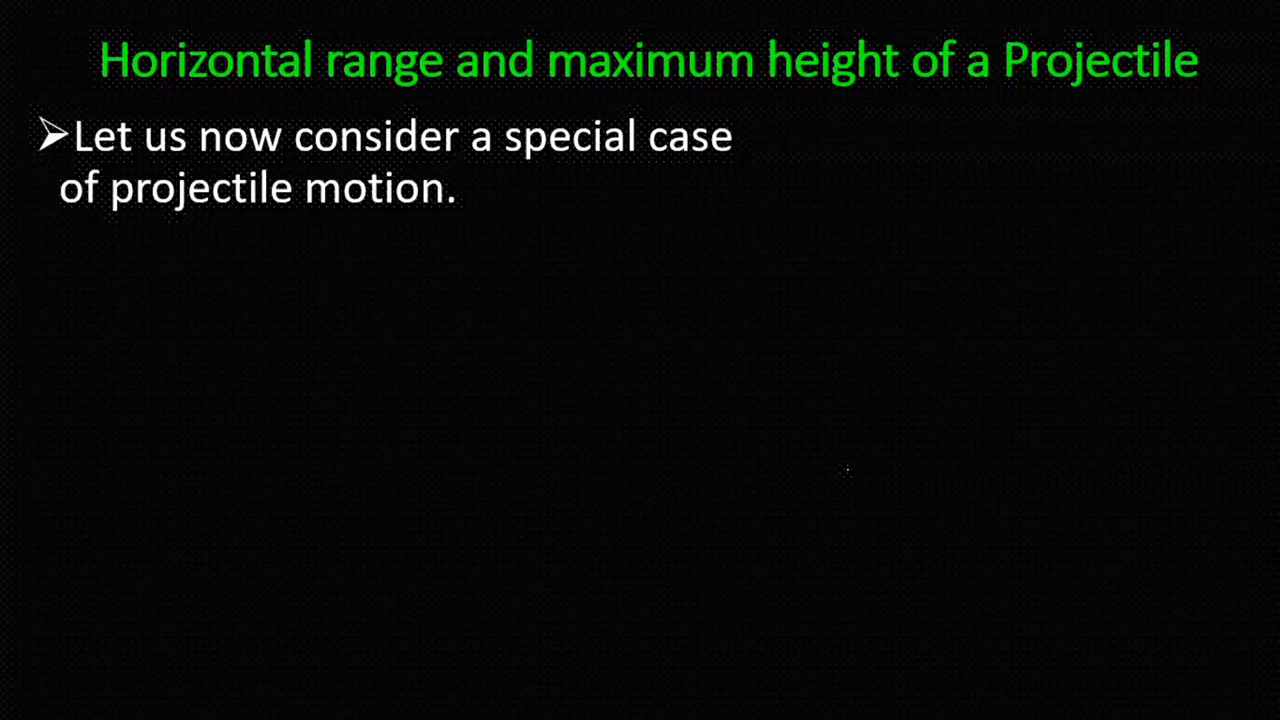 Horizontal range and maximum height of a Projectile
➢Let us now consider a special case
of projectile motion.